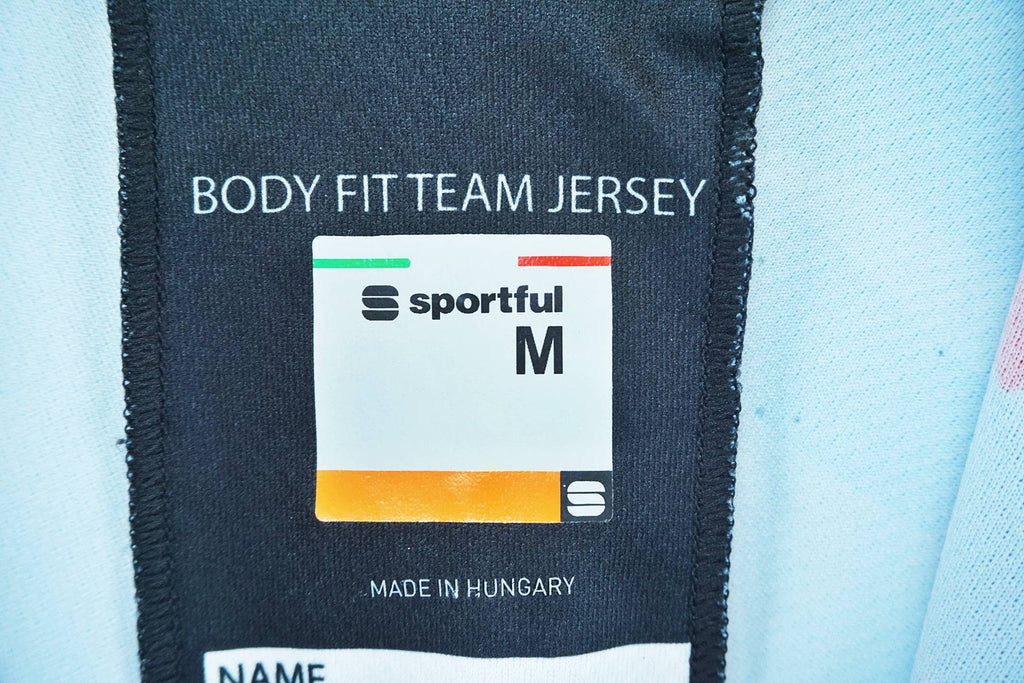 BODY FIT TEAM JERSEY
sportful
M
MADE IN HUNGARY
NAME